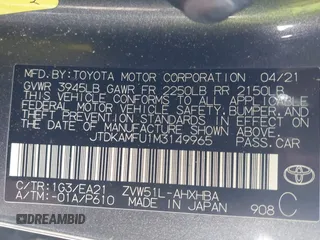 MFD.BY: TOYOTA MOTOR CORPORATION 04/21
GVWR 3945LB GAWR FR 2250LB RR 2150LB
THIS VEHICLE CONFORMS TO ALL APPLICABLE
FEDERAL MOTOR VEHICLE SAFETY, BUMPER, AND
THEFT PREVENTION STANDARDS IN EFFECT ON
THE DATE OF MANUFACTURE SHOWN ABOVE.
JTDKAMFU1M3149965 PASS.CAR
C/TR: 1G3/EA21 ZVW51L-AHXHBA
A/TM: -01A/P610 MADE IN JAPAN 908 C
TOYOTA